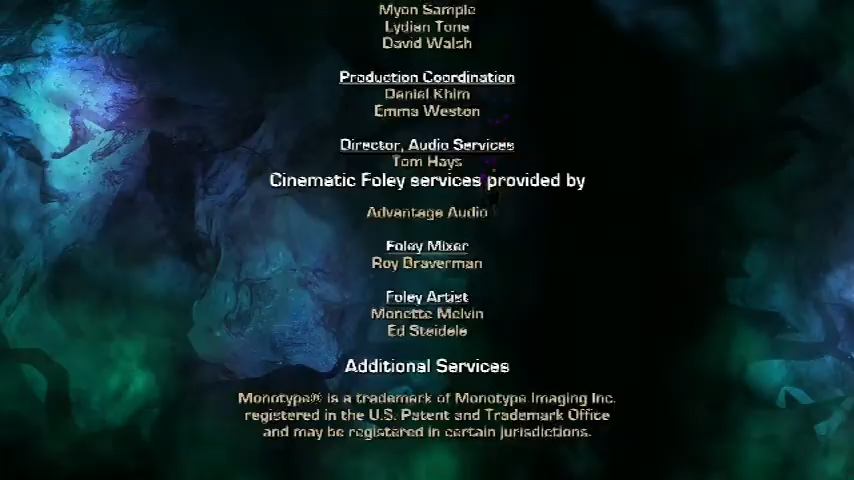 Myon Sample
Lydian Tone
David Walsh
Production Coordination
Daniel Khim
Emma Weston
Director, Audio Services
Tom Hays
Cinematic Foley services provided by
Advantage Audio
Foley Mixer
Roy Braverman
Foley Artist
Monette Melvin
Ed Steidele
Additional Services
Monotype® is a trademark of Monotype Imaging Inc.
registered in the U.S. Patent and Trademark Office
and may be registered in certain jurisdictions.